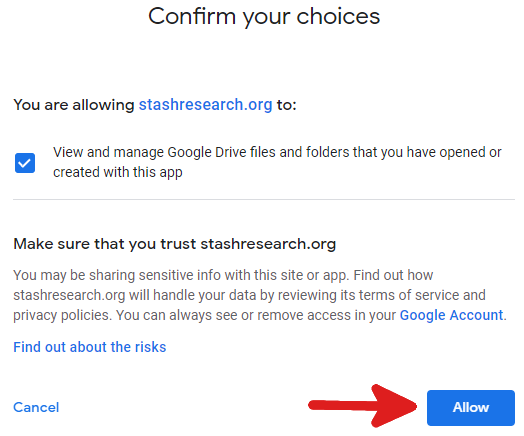 Confirm your choices
You are allowing stashresearch.org to:
View and manage Google Drive files and folders that you have opened or
created with this app
Make sure that you trust stashresearch.org
You may be sharing sensitive info with this site or app. Find out how
stashresearch.org will handle your data by reviewing its terms of service and
privacy policies. You can always see or remove access in your Google Account.
Find out about the risks
Cancel
Allow